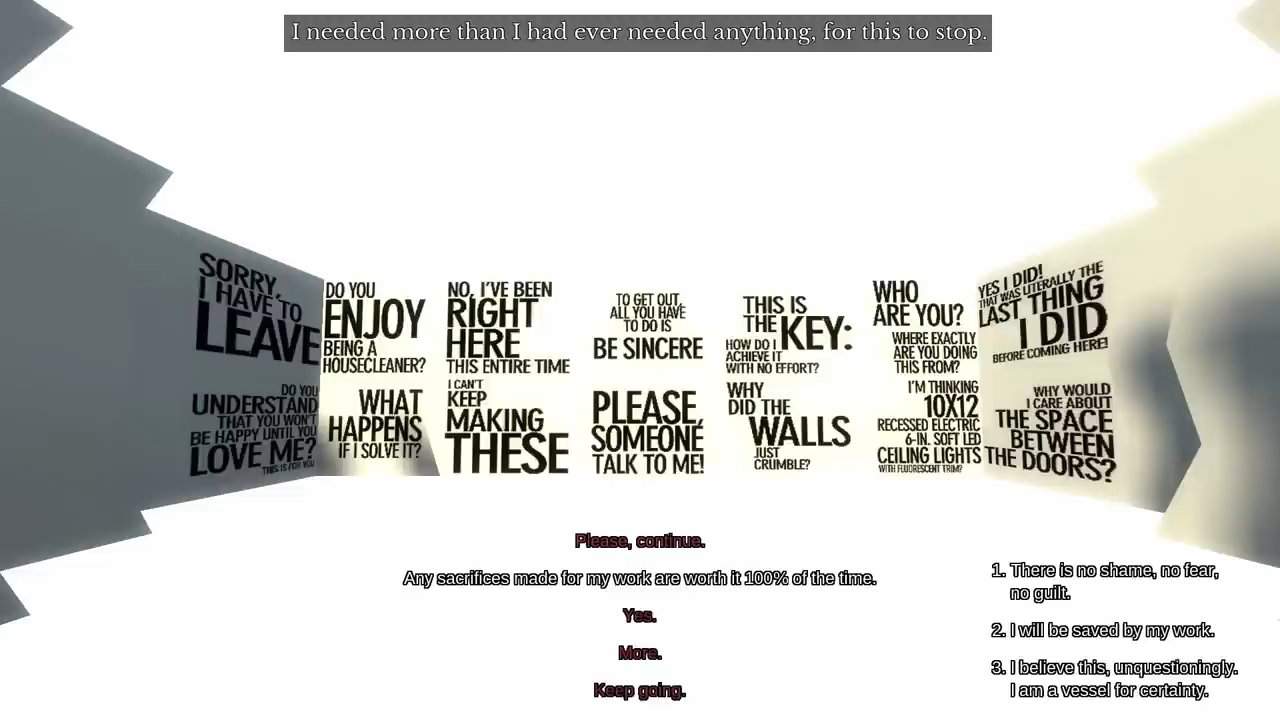 I needed more than I had ever needed anything, for this to stop.
SORRY,
I HAVE TO
LEAVE
DO YOU
UNDERSTAND
THAT YOU WON'T
BE HAPPY UNTIL YOU
LOVE ME?
THIS IS FOR YOU
DO YOU
ENJOY
BEING A
HOUSECLEANER?
WHAT
HAPPENS
IF I SOLVE IT?
NO, I'VE BEEN
RIGHT
HERE
THIS ENTIRE TIME
I CAN'T
KEEP
MAKING
THESE
TO GET OUT,
ALL YOU HAVE
TO DO IS
BE SINCERE
PLEASE,
SOMEONE
TALK TO ME!
THIS IS
THE KEY:
HOW DO I
ACHIEVE IT
WITH NO EFFORT?
WHY
DID THE
WALLS
JUST
CRUMBLE?
WHO
ARE YOU?
WHERE EXACTLY
ARE YOU DOING
THIS FROM?
I'M THINKING
10X12
RECESSED ELECTRIC
6-IN. SOFT LED
CEILING LIGHTS
WITH FLUORESCENT TRIM?
YES I DID!
THAT WAS LITERALLY THE
LAST THING
I DID
BEFORE COMING HERE!
WHY WOULD
I CARE ABOUT
THE SPACE
BETWEEN
THE DOORS?
Please, continue.
Any sacrifices made for my work are worth it 100% of the time.
Yes.
More.
Keep going.
1. There is no shame, no fear,
no guilt.
2. I will be saved by my work.
3. I believe this, unquestioningly.
I am a vessel for certainty.